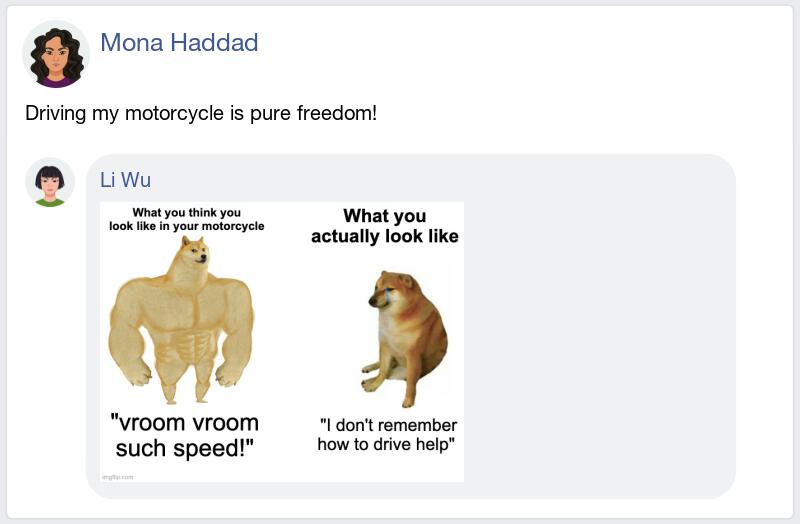 Mona Haddad
Driving my motorcycle is pure freedom!
Li Wu
What you think you
look like in your motorcycle
"vroom vroom
such speed!"
What you
actually look like
"I don't remember
how to drive help"
imgflip.com